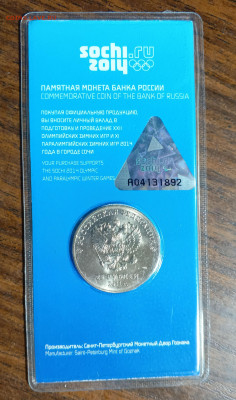 sochi.ru
2014
ПАМЯТНАЯ МОНЕТА БАНКА РОССИИ
COMMEMORATIVE COIN OF THE BANK OF RUSSIA
ПОКУПАЯ ОФИЦИАЛЬНУЮ ПРОДУКЦИЮ,
ВЫ ВНОСИТЕ ЛИЧНЫЙ ВКЛАД В
ПОДГОТОВКУ И ПРОВЕДЕНИЕ XXII
ОЛИМПИЙСКИХ ЗИМНИХ ИГР И XI
ПАРАЛИМПИЙСКИХ ЗИМНИХ ИГР 2014
ГОДА В ГОРОДЕ СОЧИ
YOUR PURCHASE SUPPORTS
THE SOCHI 2014 OLYMPIC
AND PARALYMPIC WINTER GAMES
A04131892
Производитель: Санкт-Петербургский Монетный Двор Гознака
Manufacturer: Saint-Petersburg Mint of Goznak